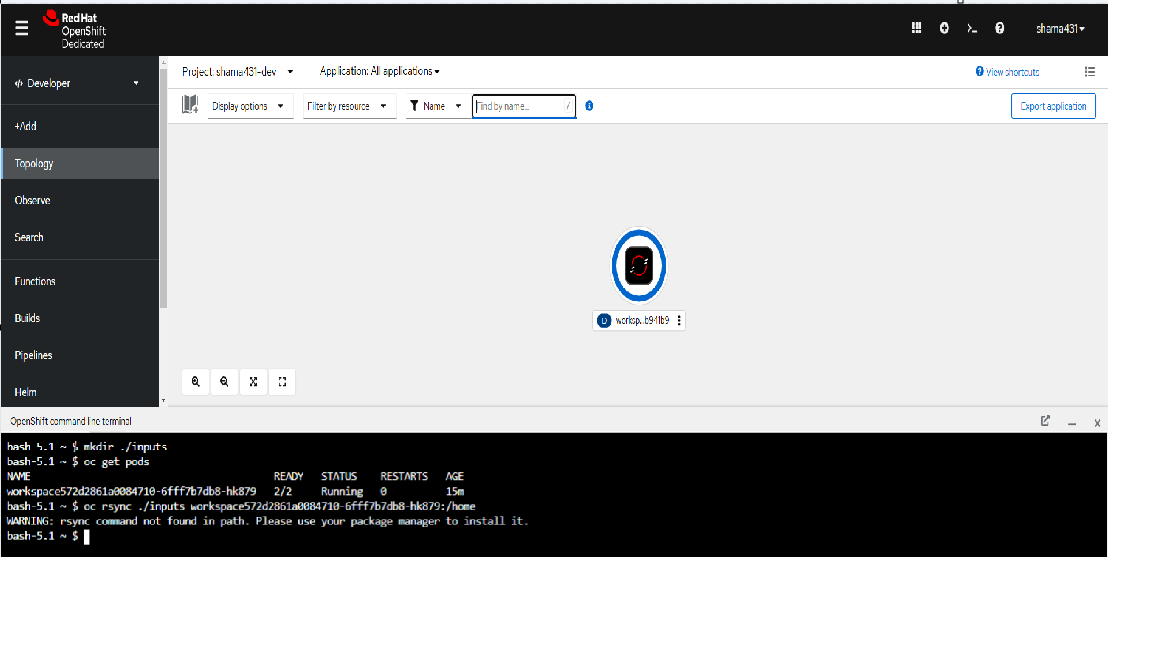 Red Hat
OpenShift
Dedicated
shama431
Developer
Project: shama431-dev
Application: All applications
View shortcuts
Display options
Filter by resource
Name
Find by name...
/
Export application
+Add
Topology
Observe
Search
Functions
Builds
Pipelines
Helm
D worksp...b941b9
OpenShift command line terminal
bash-5.1 ~ $ mkdir ./inputs
bash-5.1 ~ $ oc get pods
NAME READY STATUS RESTARTS AGE
workspace572d2861a0084710-6fff7b7db8-hk879 2/2 Running 0 15m
bash-5.1 ~ $ oc rsync ./inputs workspace572d2861a0084710-6fff7b7db8-hk879:/home
WARNING: rsync command not found in path. Please use your package manager to install it.
bash-5.1 ~ $